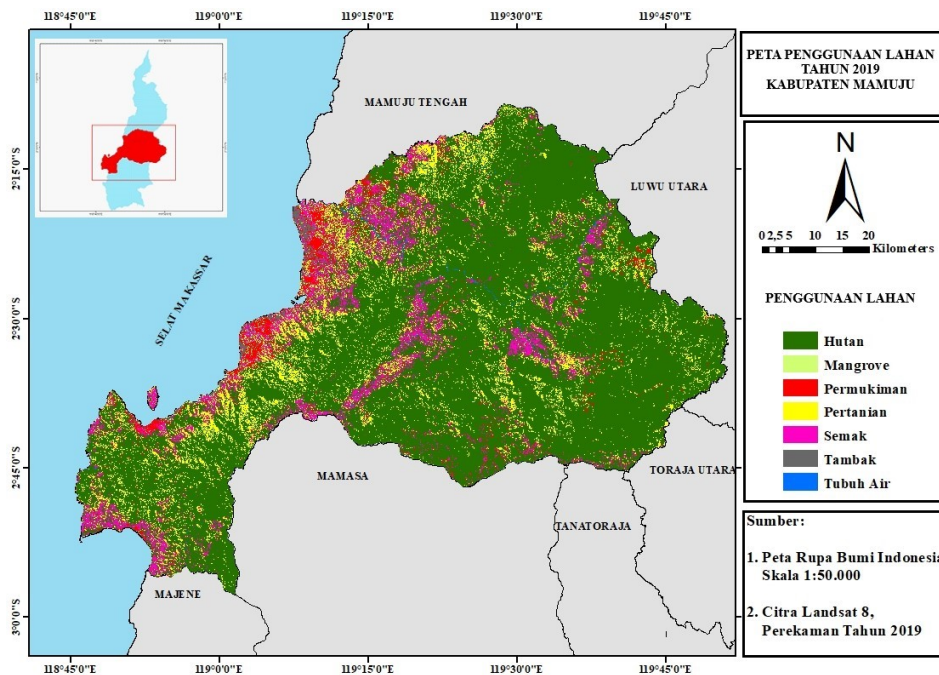 118°45'0"E 119°0'0"E 119°15'0"E 119°30'0"E 119°45'0"E
PETA PENGGUNAAN LAHAN
TAHUN 2019
KABUPATEN MAMUJU
MAMUJU TENGAH
LUWU UTARA
SELAT MAKASSAR
MAMASA
TORAJA UTARA
TANATORAJA
MAJENE
2°15'0"S
2°30'0"S
2°45'0"S
3°0'0"S
N
0 2,5 5 10 15 20
Kilometers
PENGGUNAAN LAHAN
Hutan
Mangrove
Permukiman
Pertanian
Semak
Tambak
Tubuh Air
Sumber:
1. Peta Rupa Bumi Indonesia
Skala 1:50.000
2. Citra Landsat 8,
Perekaman Tahun 2019
118°45'0"E 119°0'0"E 119°15'0"E 119°30'0"E 119°45'0"E